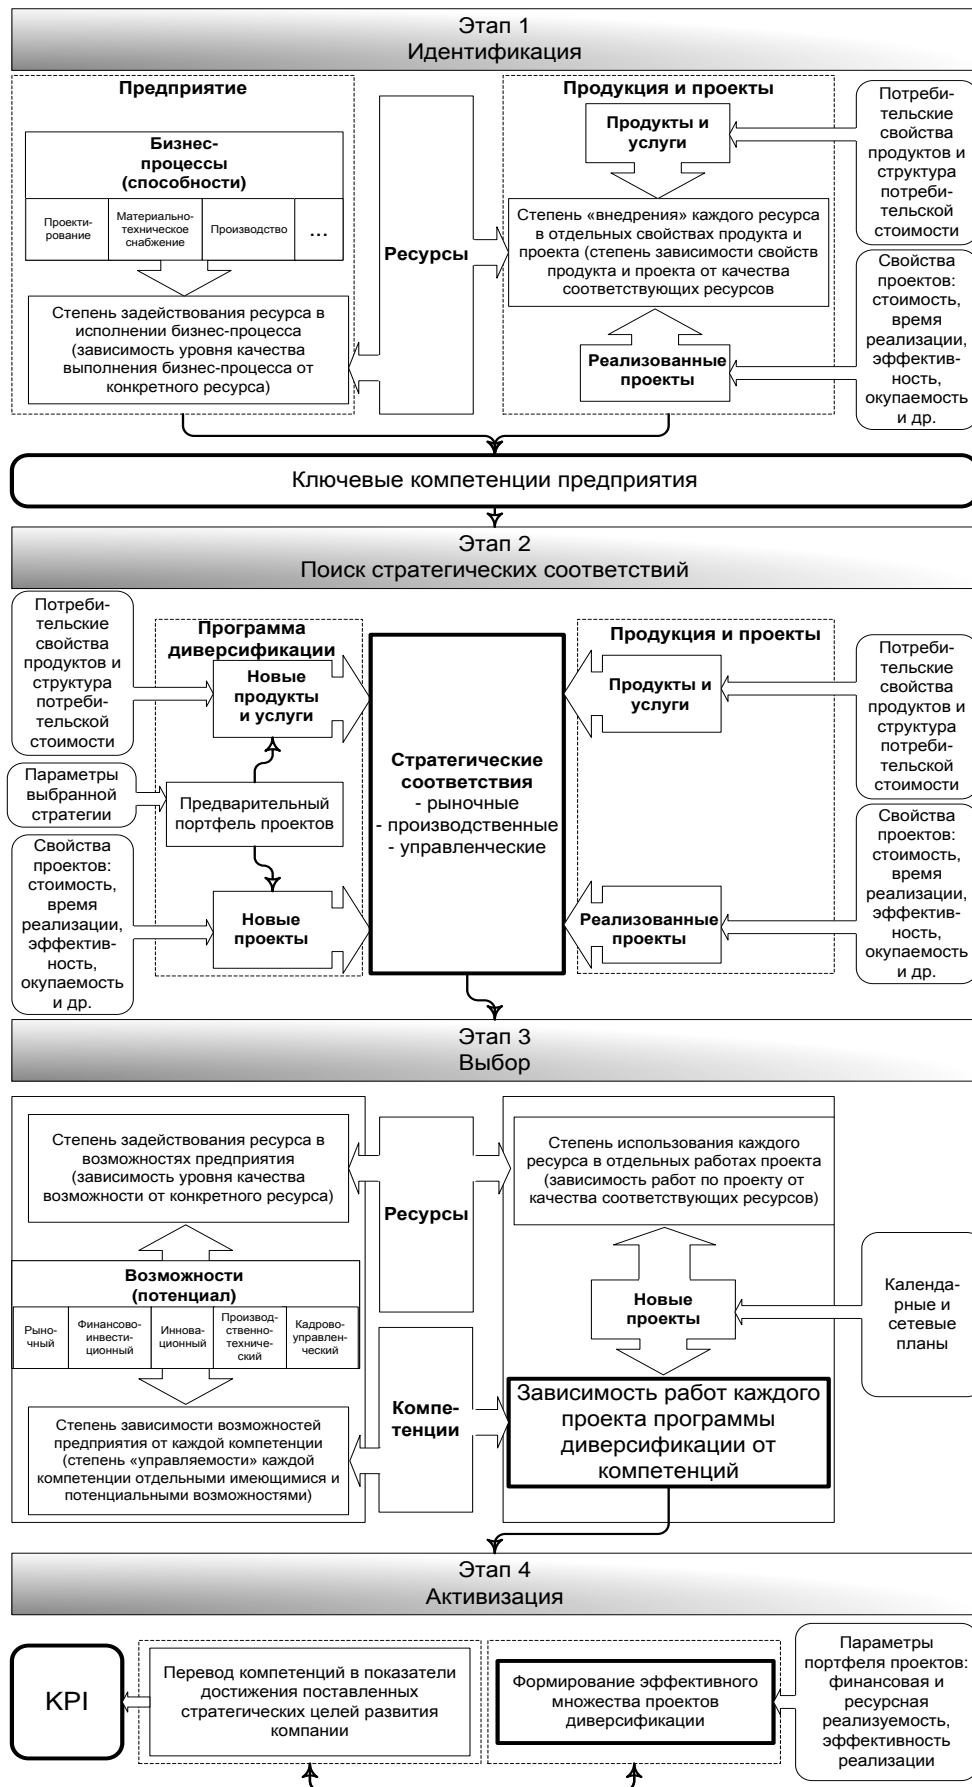 Этап 1
Идентификация
Предприятие
Бизнес-
процессы
(способности)
Проекти-
рование
Материально-
техническое
снабжение
Производство
...
Степень задействования ресурса в
исполнении бизнес-процесса
(зависимость уровня качества
выполнения бизнес-процесса от
конкретного ресурса)
Ресурсы
Продукция и проекты
Продукты и
услуги
Степень «внедрения» каждого ресурса
в отдельных свойствах продукта и
проекта (степень зависимости свойств
продукта и проекта от качества
соответствующих ресурсов
Реализованные
проекты
Потреби-
тельские
свойства
продуктов и
структура
потреби-
тельской
стоимости
Свойства
проектов:
стоимость,
время
реализации,
эффектив-
ность,
окупаемость
и др.
Ключевые компетенции предприятия
Этап 2
Поиск стратегических соответствий
Потреби-
тельские
свойства
продуктов и
структура
потреби-
тельской
стоимости
Параметры
выбранной
стратегии
Свойства
проектов:
стоимость,
время
реализации,
эффектив-
ность,
окупаемость
и др.
Программа
диверсификации
Новые
продукты
и услуги
Предварительный
портфель проектов
Новые
проекты
Стратегические
соответствия
- рыночные
- производственные
- управленческие
Продукция и проекты
Продукты и
услуги
Реализованные
проекты
Потреби-
тельские
свойства
продуктов и
структура
потреби-
тельской
стоимости
Свойства
проектов:
стоимость,
время
реализации,
эффектив-
ность,
окупаемость
и др.
Этап 3
Выбор
Степень задействования ресурса в
возможностях предприятия
(зависимость уровня качества
возможности от конкретного ресурса)
Возможности
(потенциал)
Рыно-
чный
Финансово-
инвести-
ционный
Иннова-
ционный
Производ-
ственно-
техниче-
ский
Кадрово-
управлен-
ческий
Степень зависимости возможностей
предприятия от каждой компетенции
(степень «управляемости» каждой
компетенции отдельными имеющимися и
потенциальными возможностями)
Ресурсы
Компе-
тенции
Степень использования каждого
ресурса в отдельных работах проекта
(зависимость работ по проекту от
качества соответствующих ресурсов)
Новые
проекты
Зависимость работ каждого
проекта программы
диверсификации от
компетенций
Календа-
рные и
сетевые
планы
Этап 4
Активизация
KPI
Перевод компетенций в показатели
достижения поставленных
стратегических целей развития
компании
Формирование эффективного
множества проектов
диверсификации
Параметры
портфеля проектов:
финансовая и
ресурсная
реализуемость,
эффективность
реализации